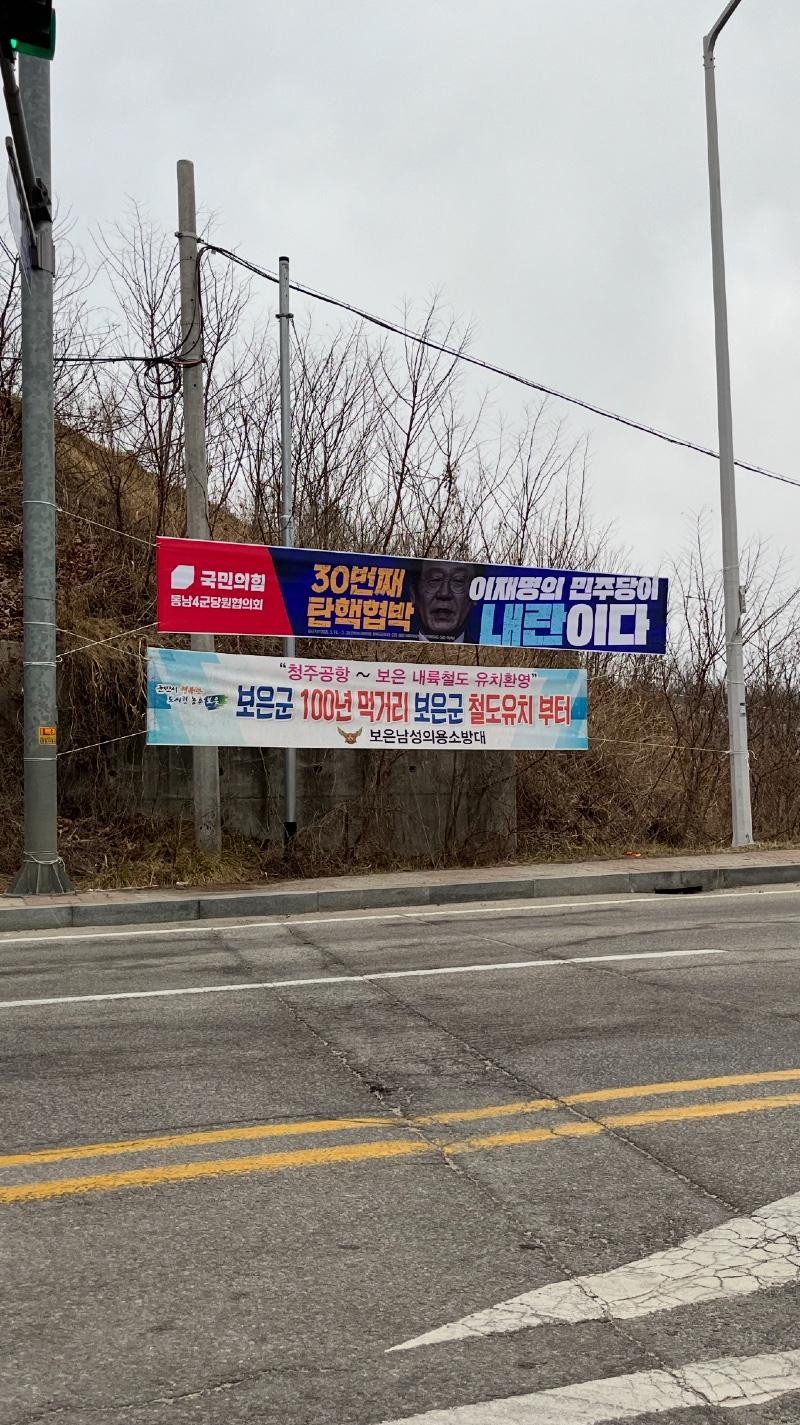 국민의힘
동남4군당원협의회
30번째
탄핵협박
이재명의 민주당이
내란이다
"청주공항 ~ 보은 내륙철도 유치환영"
보은군 100년 먹거리 보은군 철도유치 부터
보은남성의용소방대